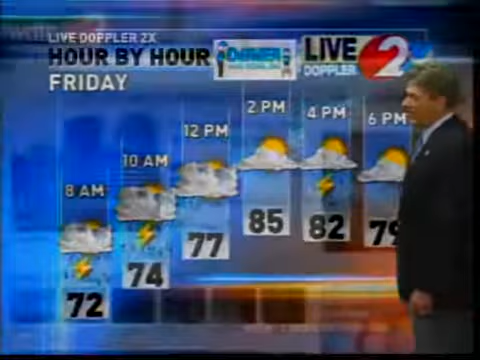 LIVE DOPPLER 2X
HOUR BY HOUR
LIVE
DOPPLER
2
FRIDAY
8 AM
10 AM
12 PM
2 PM
4 PM
6 PM
72
74
77
85
82
79